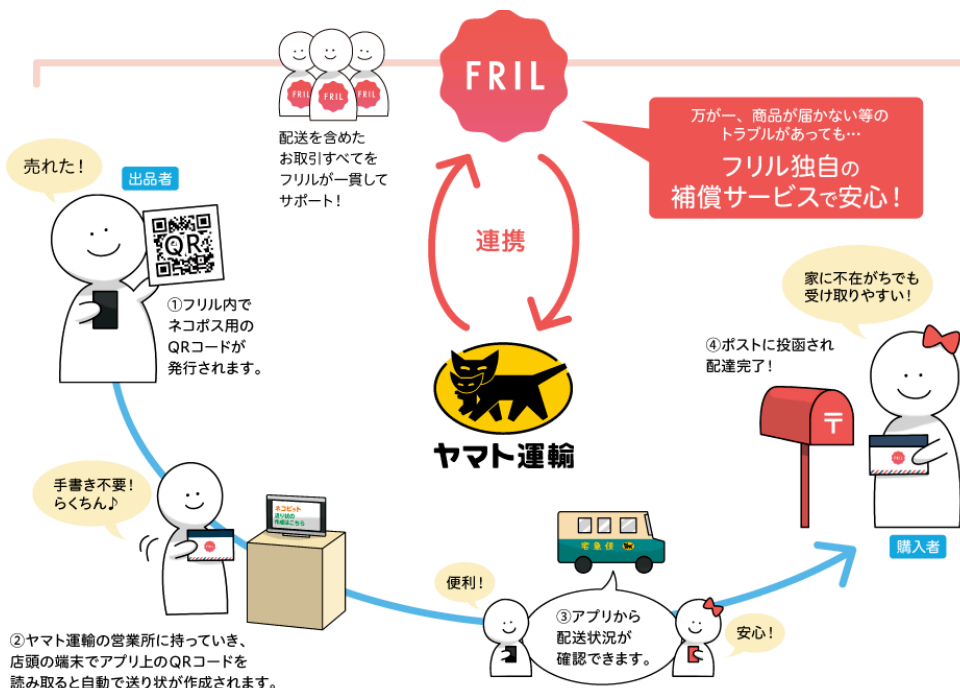 FRIL
FRIL
FRIL
FRIL
配送を含めた
お取引すべてを
フリルが一貫して
サポート!
万が一、商品が届かない等の
トラブルがあっても…
フリル独自の
補償サービスで安心!
売れた!
出品者
QR
①フリル内で
ネコポス用の
QRコードが
発行されます。
連携
ヤマト運輸
家に不在がちでも
受け取りやすい!
④ポストに投函され
配達完了!
〒
FRIL
購入者
手書き不要!
らくちん♪
ネコピット
送り状の
作成はこちら
②ヤマト運輸の営業所に持っていき、
店頭の端末でアプリ上のQRコードを
読み取ると自動で送り状が作成されます。
宅急便
便利!
③アプリから
配送状況が
確認できます。
安心!